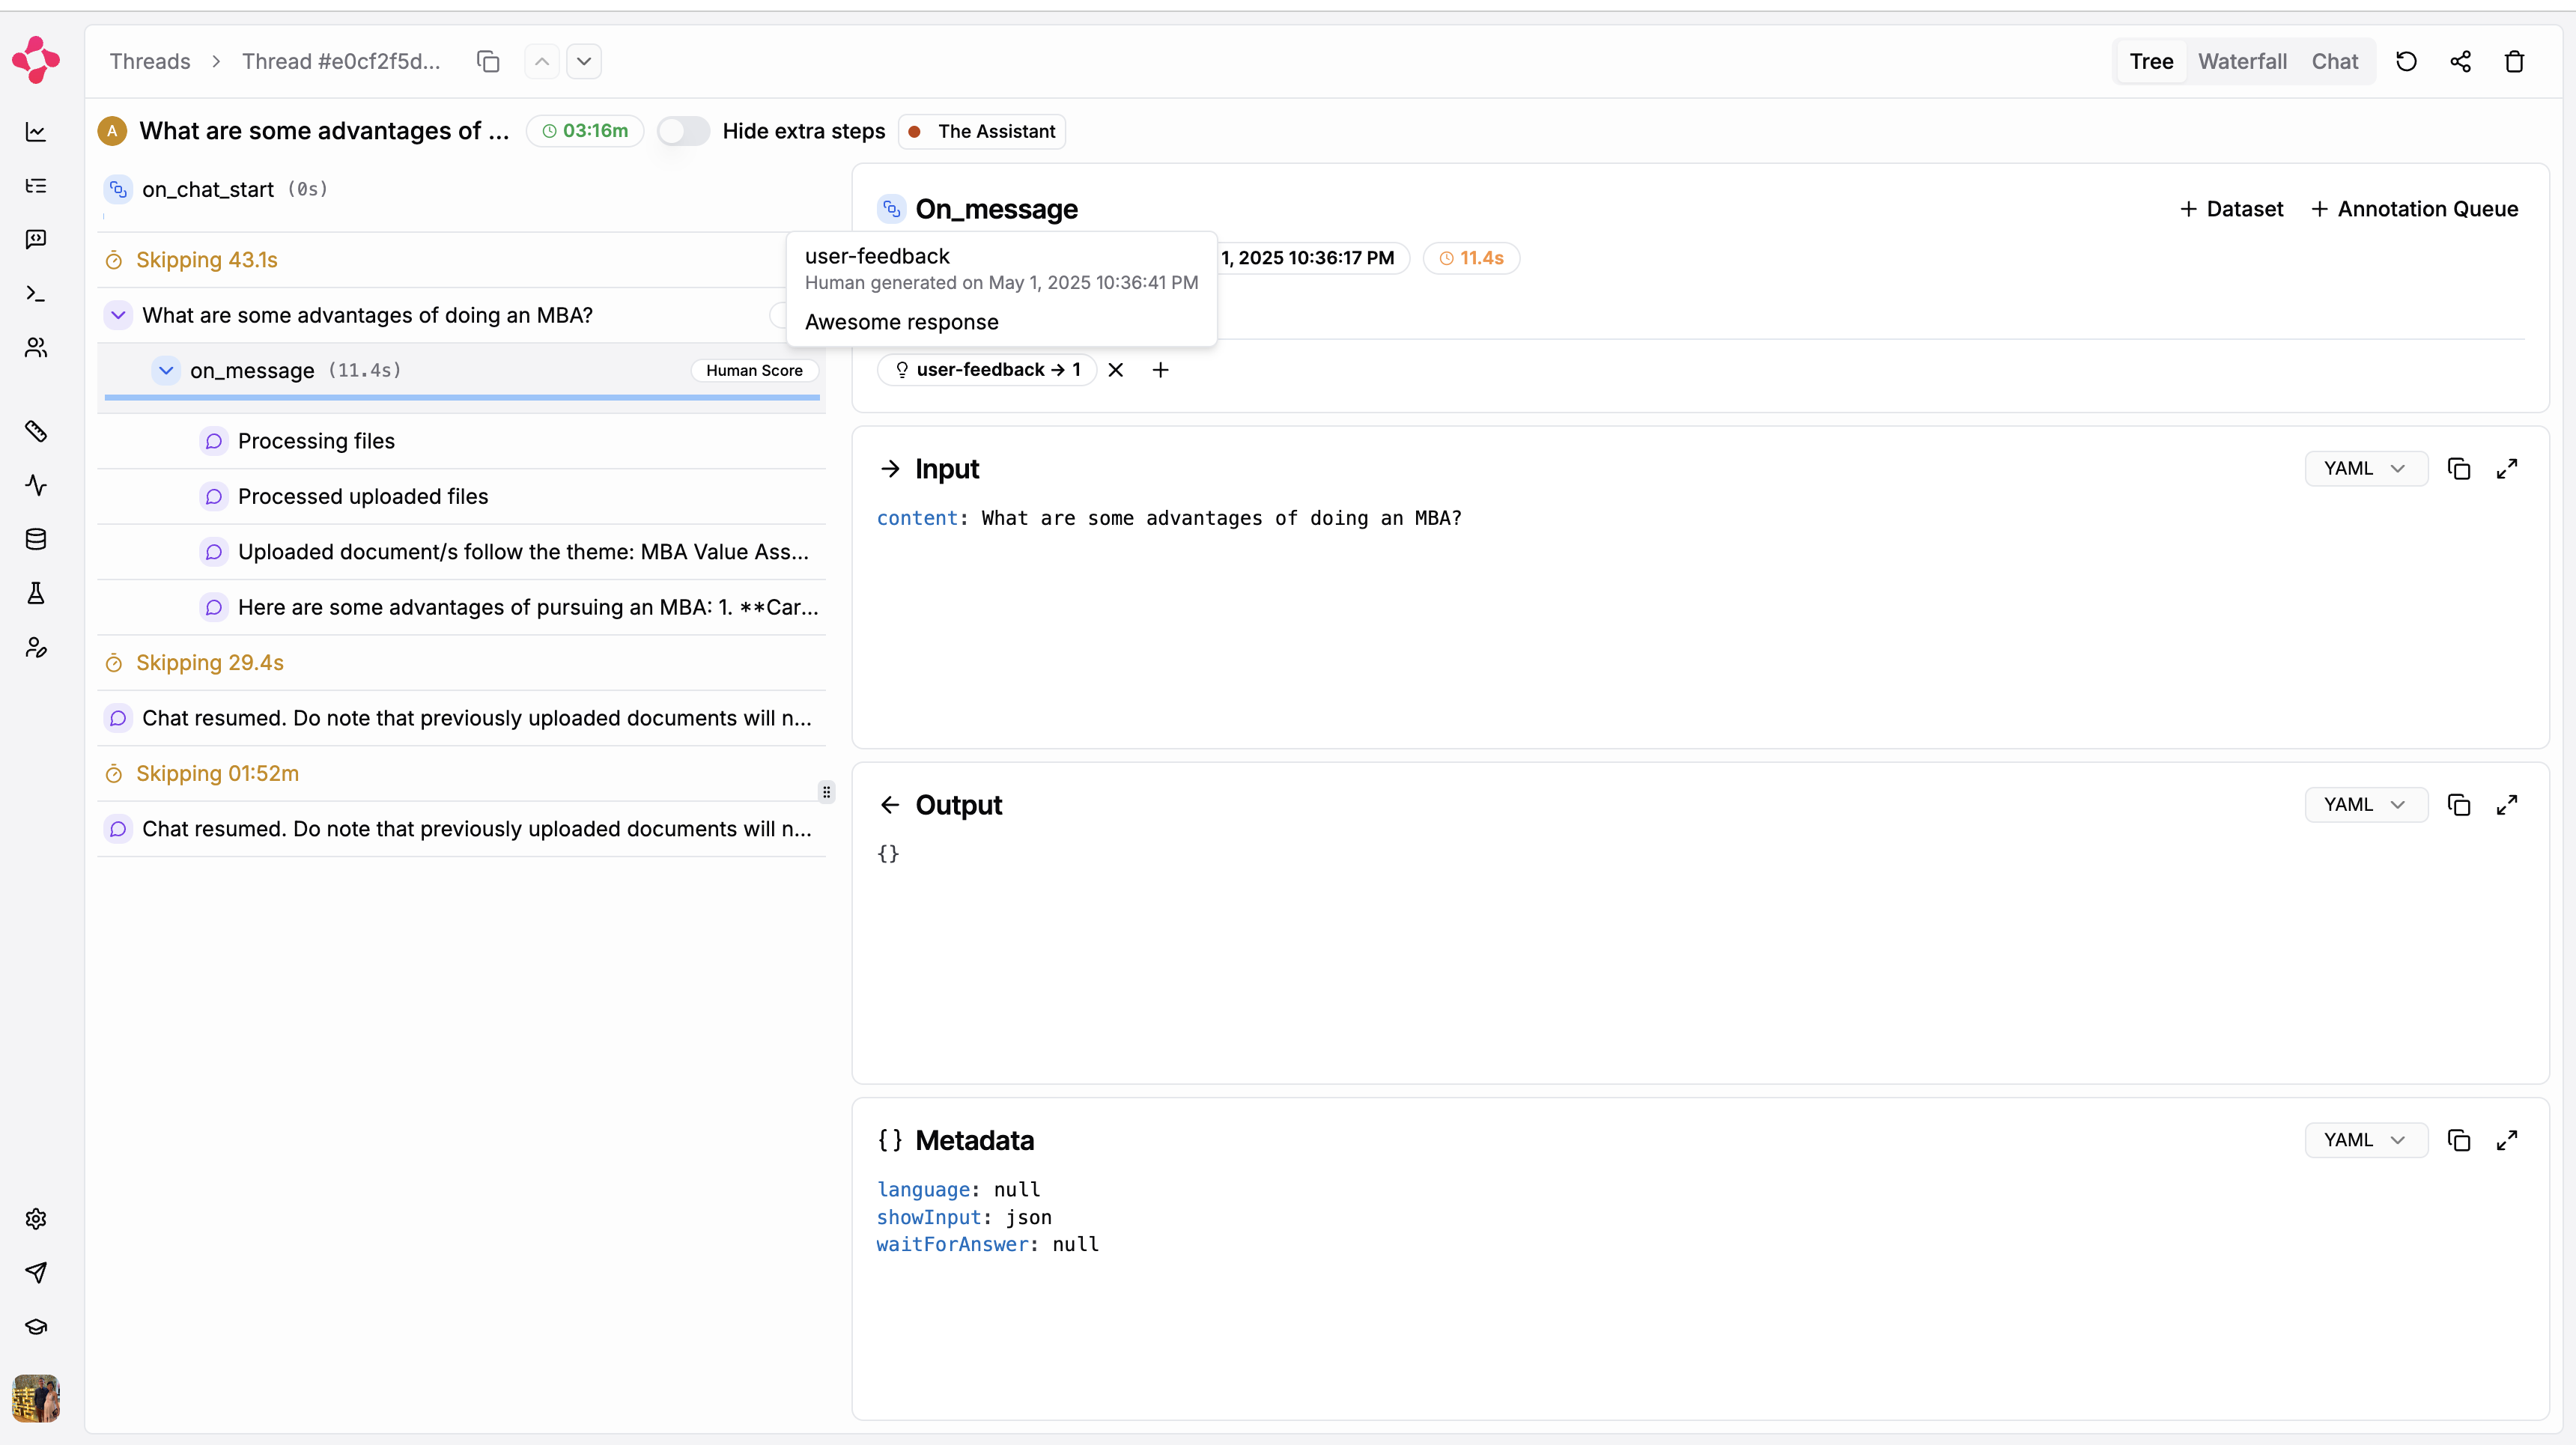 Threads > Thread #e0cf2f5d...
Tree Waterfall Chat
A What are some advantages of ... 03:16m Hide extra steps The Assistant
on_chat_start (0s)
Skipping 43.1s
What are some advantages of doing an MBA?
on_message (11.4s) Human Score
Processing files
Processed uploaded files
Uploaded document/s follow the theme: MBA Value Ass...
Here are some advantages of pursuing an MBA: 1. **Car...
Skipping 29.4s
Chat resumed. Do note that previously uploaded documents will n...
Skipping 01:52m
Chat resumed. Do note that previously uploaded documents will n...
On_message
+ Dataset + Annotation Queue
user-feedback
Human generated on May 1, 2025 10:36:41 PM
Awesome response
1, 2025 10:36:17 PM 11.4s
user-feedback → 1
Input
YAML
content: What are some advantages of doing an MBA?
Output
YAML
{}
{} Metadata
YAML
language: null
showInput: json
waitForAnswer: null